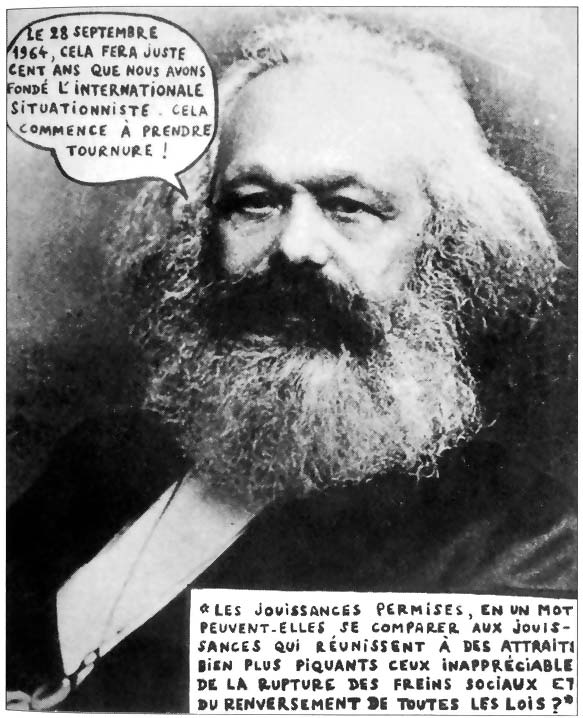 LE 28 SEPTEMBRE
1964, CELA FERA JUSTE
CENT ANS QUE NOUS AVONS
FONDÉ L'INTERNATIONALE
SITUATIONNISTE. CELA
COMMENCE À PRENDRE
TOURNURE !
"LES JOUISSANCES PERMISES, EN UN MOT
PEUVENT-ELLES SE COMPARER AUX JOUIS-
SANCES QUI RÉUNISSENT À DES ATTRAITS
BIEN PLUS PIQUANTS CEUX INAPPRÉCIABLE
DE LA RUPTURE DES FREINS SOCIAUX ET
DU RENVERSEMENT DE TOUTES LES LOIS ?"